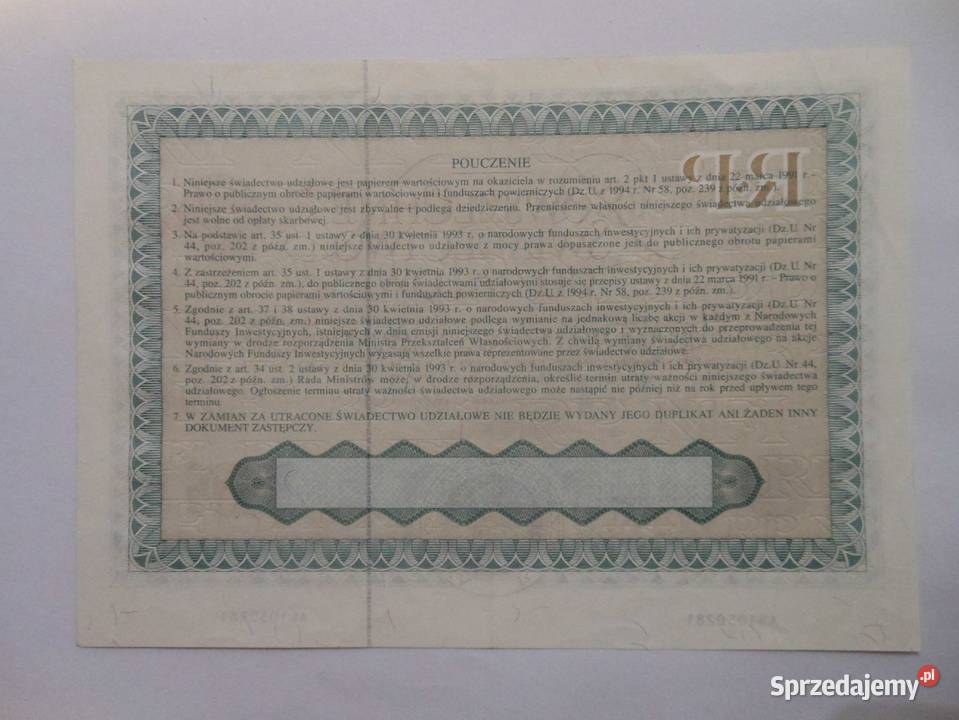 POUCZENIE
1. Niniejsze świadectwo udziałowe jest papierem wartościowym na okaziciela w rozumieniu art. 2 pkt 1 ustawy z dnia 22 marca 1991 r. –
Prawo o publicznym obrocie papierami wartościowymi i funduszach powierniczych (Dz.U. z 1994 r. Nr 58, poz. 239 z późn. zm.).
2. Niniejsze świadectwo udziałowe jest zbywalne i podlega dziedziczeniu. Przeniesienie własności niniejszego świadectwa udziałowego
jest wolne od opłaty skarbowej.
3. Na podstawie art. 35 ust. 1 ustawy z dnia 30 kwietnia 1993 r. o narodowych funduszach inwestycyjnych i ich prywatyzacji (Dz.U. Nr
44, poz. 202 z późn. zm.) niniejsze świadectwo udziałowe z mocy prawa dopuszczone jest do publicznego obrotu papierami
wartościowymi.
4. Z zastrzeżeniem art. 35 ust. 1 ustawy z dnia 30 kwietnia 1993 r. o narodowych funduszach inwestycyjnych i ich prywatyzacji (Dz.U. Nr
44, poz. 202 z późn. zm.), do publicznego obrotu świadectwami udziałowymi stosuje się przepisy ustawy z dnia 22 marca 1991 r. – Prawo o
publicznym obrocie papierami wartościowymi i funduszach powierniczych (Dz.U. z 1994 r. Nr 58, poz. 239 z późn. zm.).
5. Zgodnie z art. 37 i 38 ustawy z dnia 30 kwietnia 1993 r. o narodowych funduszach inwestycyjnych i ich prywatyzacji (Dz.U. Nr
44, poz. 202 z późn. zm.) niniejsze świadectwo udziałowe podlega wymianie na jednakową liczbę akcji w każdym z Narodowych
Funduszy Inwestycyjnych, istniejących w dniu emisji niniejszego świadectwa udziałowego i wyznaczonych do przeprowadzenia tej
wymiany w drodze rozporządzenia Ministra Przekształceń Własnościowych. Z chwilą wymiany świadectwa udziałowego na akcje
Narodowych Funduszy Inwestycyjnych wygasają wszelkie prawa reprezentowane przez świadectwo udziałowe.
6. Zgodnie z art. 34 ust. 2 ustawy z dnia 30 kwietnia 1993 r. o narodowych funduszach inwestycyjnych i ich prywatyzacji (Dz.U. Nr 44,
poz. 202 z późn. zm.) Rada Ministrów może, w drodze rozporządzenia, określić termin utraty ważności niniejszego świadectwa
udziałowego. Ogłoszenie terminu utraty ważności świadectwa udziałowego może nastąpić nie później niż na rok przed upływem tego
terminu.
7. W ZAMIAN ZA UTRACONE ŚWIADECTWO UDZIAŁOWE NIE BĘDZIE WYDANY JEGO DUPLIKAT ANI ŻADEN INNY
DOKUMENT ZASTĘPCZY.
Sprzedajemy.pl